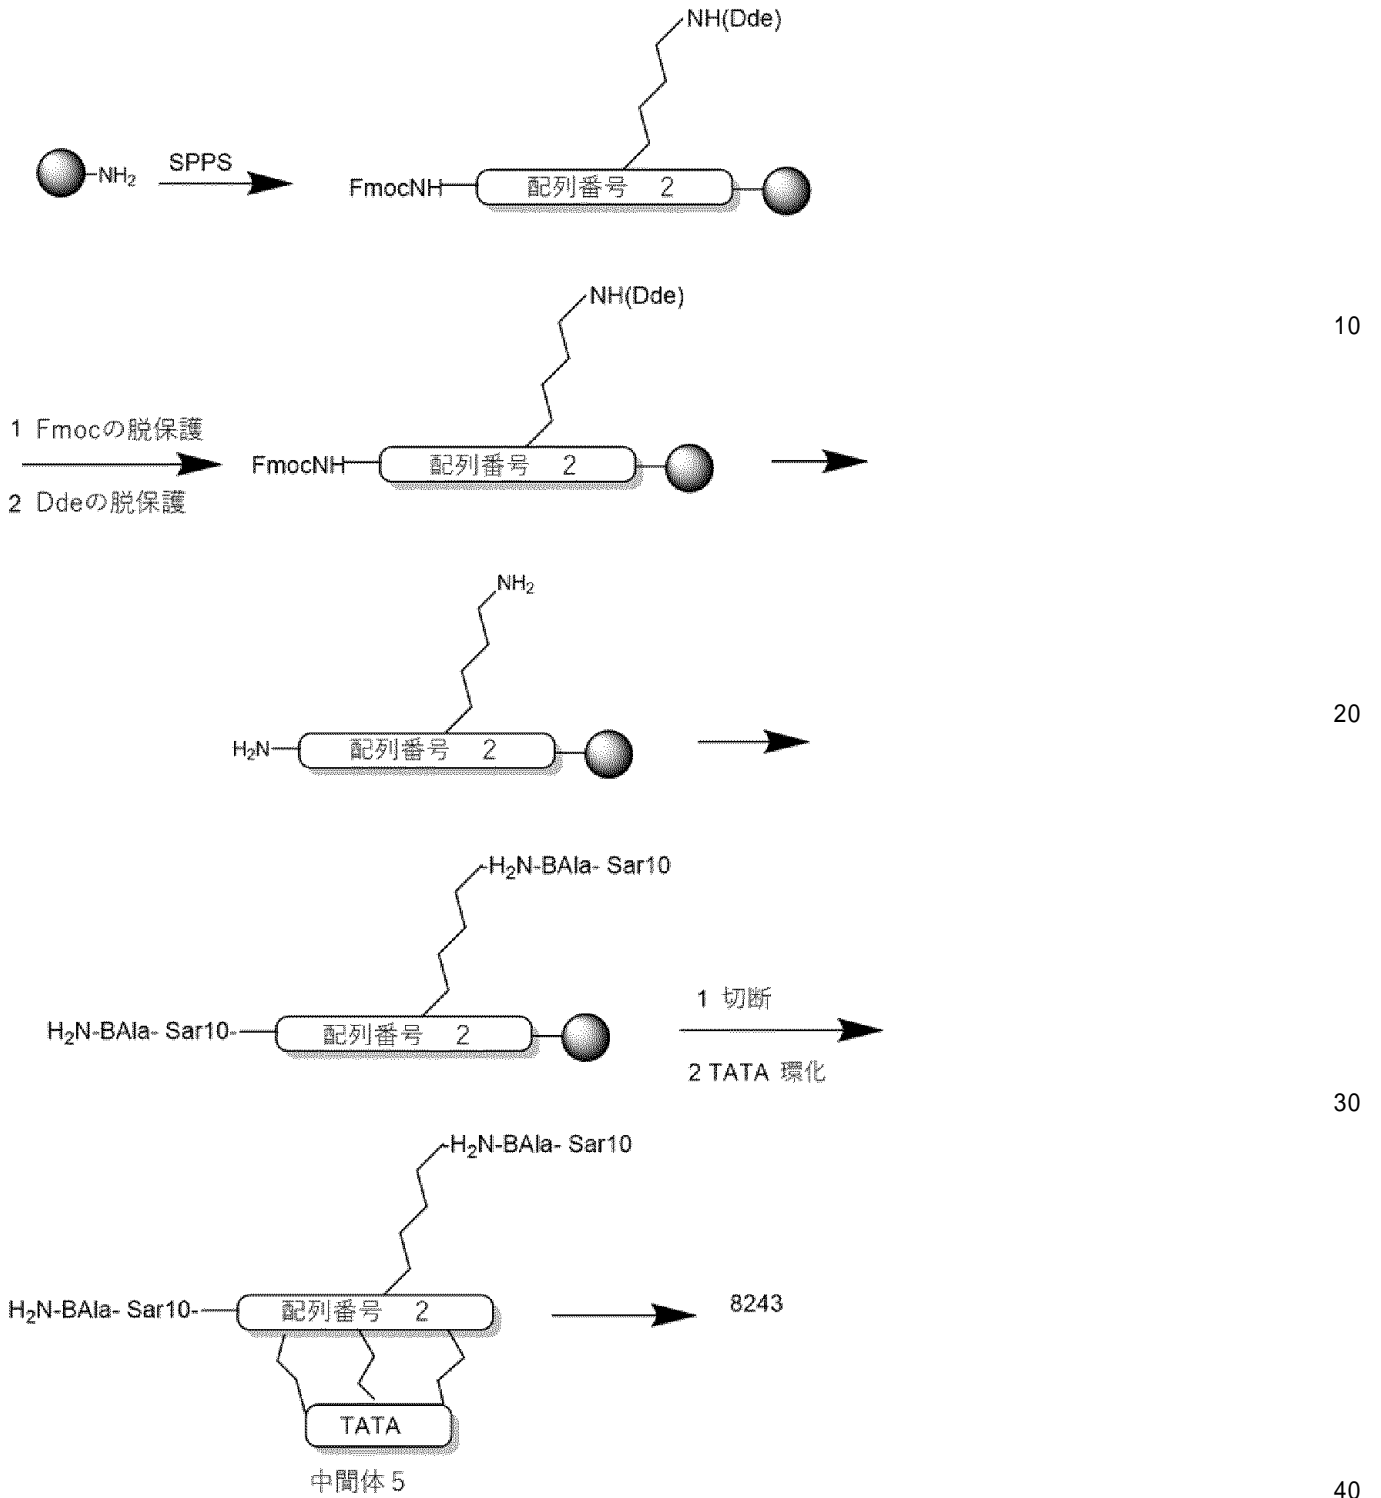 NH(Dde)
NH₂
SPPS
FmocNH 配列番号 2
NH(Dde)
10
1 Fmocの脱保護
FmocNH 配列番号 2
2 Ddeの脱保護
NH₂
20
H₂N 配列番号 2
H₂N-BAla- Sar10
1 切断
H₂N-BAla- Sar10- 配列番号 2
2 TATA 環化
30
H₂N-BAla- Sar10
H₂N-BAla- Sar10- 配列番号 2
8243
TATA
中間体 5
40